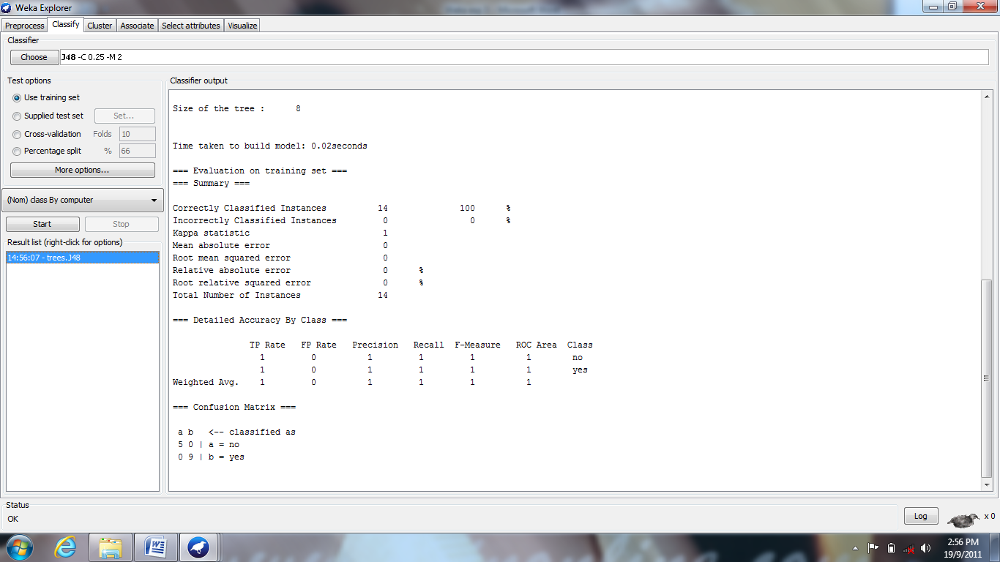 Weka Explorer
Preprocess Classify Cluster Associate Select attributes Visualize
Classifier
Choose J48 -C 0.25 -M 2
Test options
Use training set
Supplied test set Set...
Cross-validation Folds 10
Percentage split % 66
More options...
(Nom) class By computer
Start Stop
Result list (right-click for options)
14:56:07 - trees.J48
Classifier output
Size of the tree : 8
Time taken to build model: 0.02seconds
=== Evaluation on training set ===
=== Summary ===
Correctly Classified Instances 14 100 %
Incorrectly Classified Instances 0 0 %
Kappa statistic 1
Mean absolute error 0
Root mean squared error 0
Relative absolute error 0 %
Root relative squared error 0 %
Total Number of Instances 14
=== Detailed Accuracy By Class ===
TP Rate FP Rate Precision Recall F-Measure ROC Area Class
1 0 1 1 1 1 no
1 0 1 1 1 1 yes
Weighted Avg. 1 0 1 1 1 1
=== Confusion Matrix ===
a b <-- classified as
5 0 | a = no
0 9 | b = yes
Status
OK
Log x 0
2:56 PM
19/9/2011